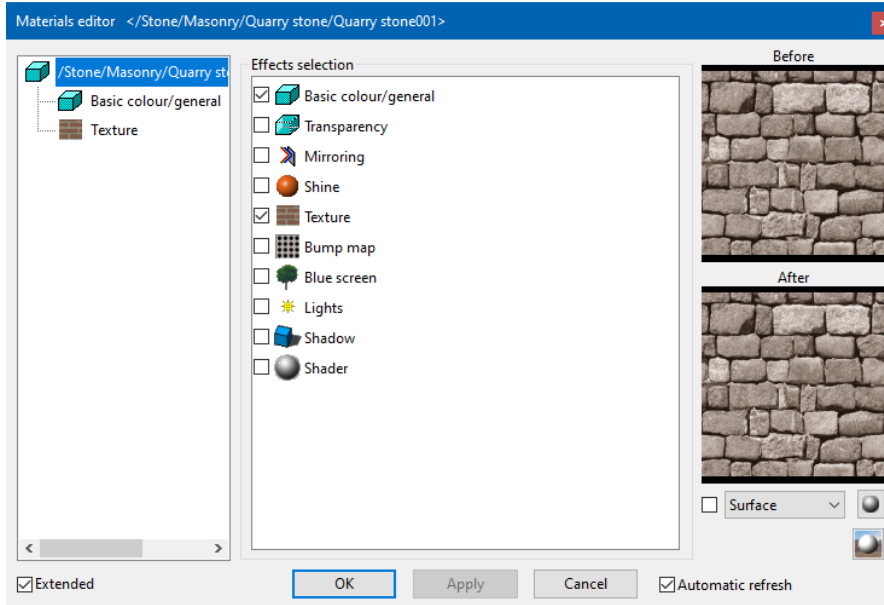 Materials editor </Stone/Masonry/Quarry stone/Quarry stone001>
/Stone/Masonry/Quarry st
Basic colour/general
Texture
Effects selection
Basic colour/general
Transparency
Mirroring
Shine
Texture
Bump map
Blue screen
Lights
Shadow
Shader
Before
After
Surface
Extended
OK
Apply
Cancel
Automatic refresh